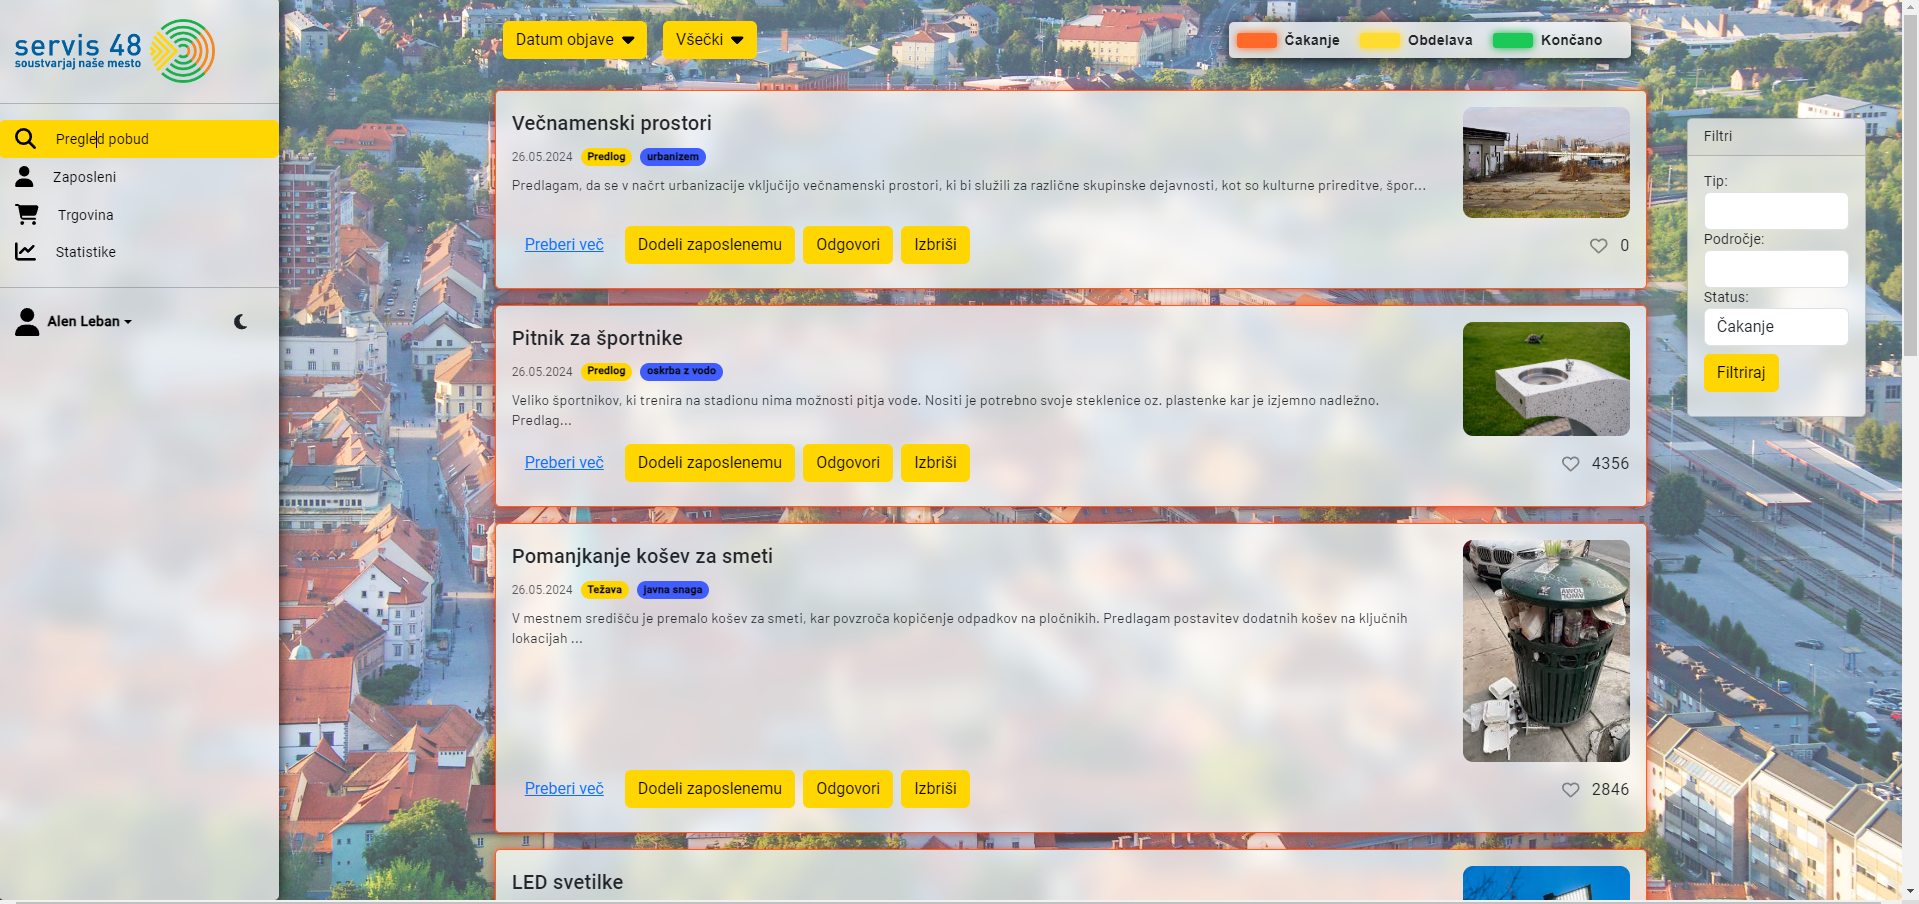 servis 48
soustvarjaj naše mesto
Pregled pobud
Zaposleni
Trgovina
Statistike
Alen Leban
Datum objave
Všečki
Čakanje
Obdelava
Končano
Večnamenski prostori
26.05.2024 Predlog urbanizem
Predlagam, da se v načrt urbanizacije vključijo večnamenski prostori, ki bi služili za različne skupinske dejavnosti, kot so kulturne prireditve, špor...
Preberi več Dodeli zaposlenemu Odgovori Izbriši 0
Pitnik za športnike
26.05.2024 Predlog oskrba z vodo
Veliko športnikov, ki trenira na stadionu nima možnosti pitja vode. Nositi je potrebno svoje steklenice oz. plastenke kar je izjemno nadležno.
Predlag...
Preberi več Dodeli zaposlenemu Odgovori Izbriši 4356
Pomanjkanje košev za smeti
26.05.2024 Težava javna snaga
V mestnem središču je premalo košev za smeti, kar povzroča kopičenje odpadkov na pločnikih. Predlagam postavitev dodatnih košev na ključnih
lokacijah ...
Preberi več Dodeli zaposlenemu Odgovori Izbriši 2846
LED svetilke
Filtri
Tip:
Področje:
Status:
Čakanje
Filtriraj